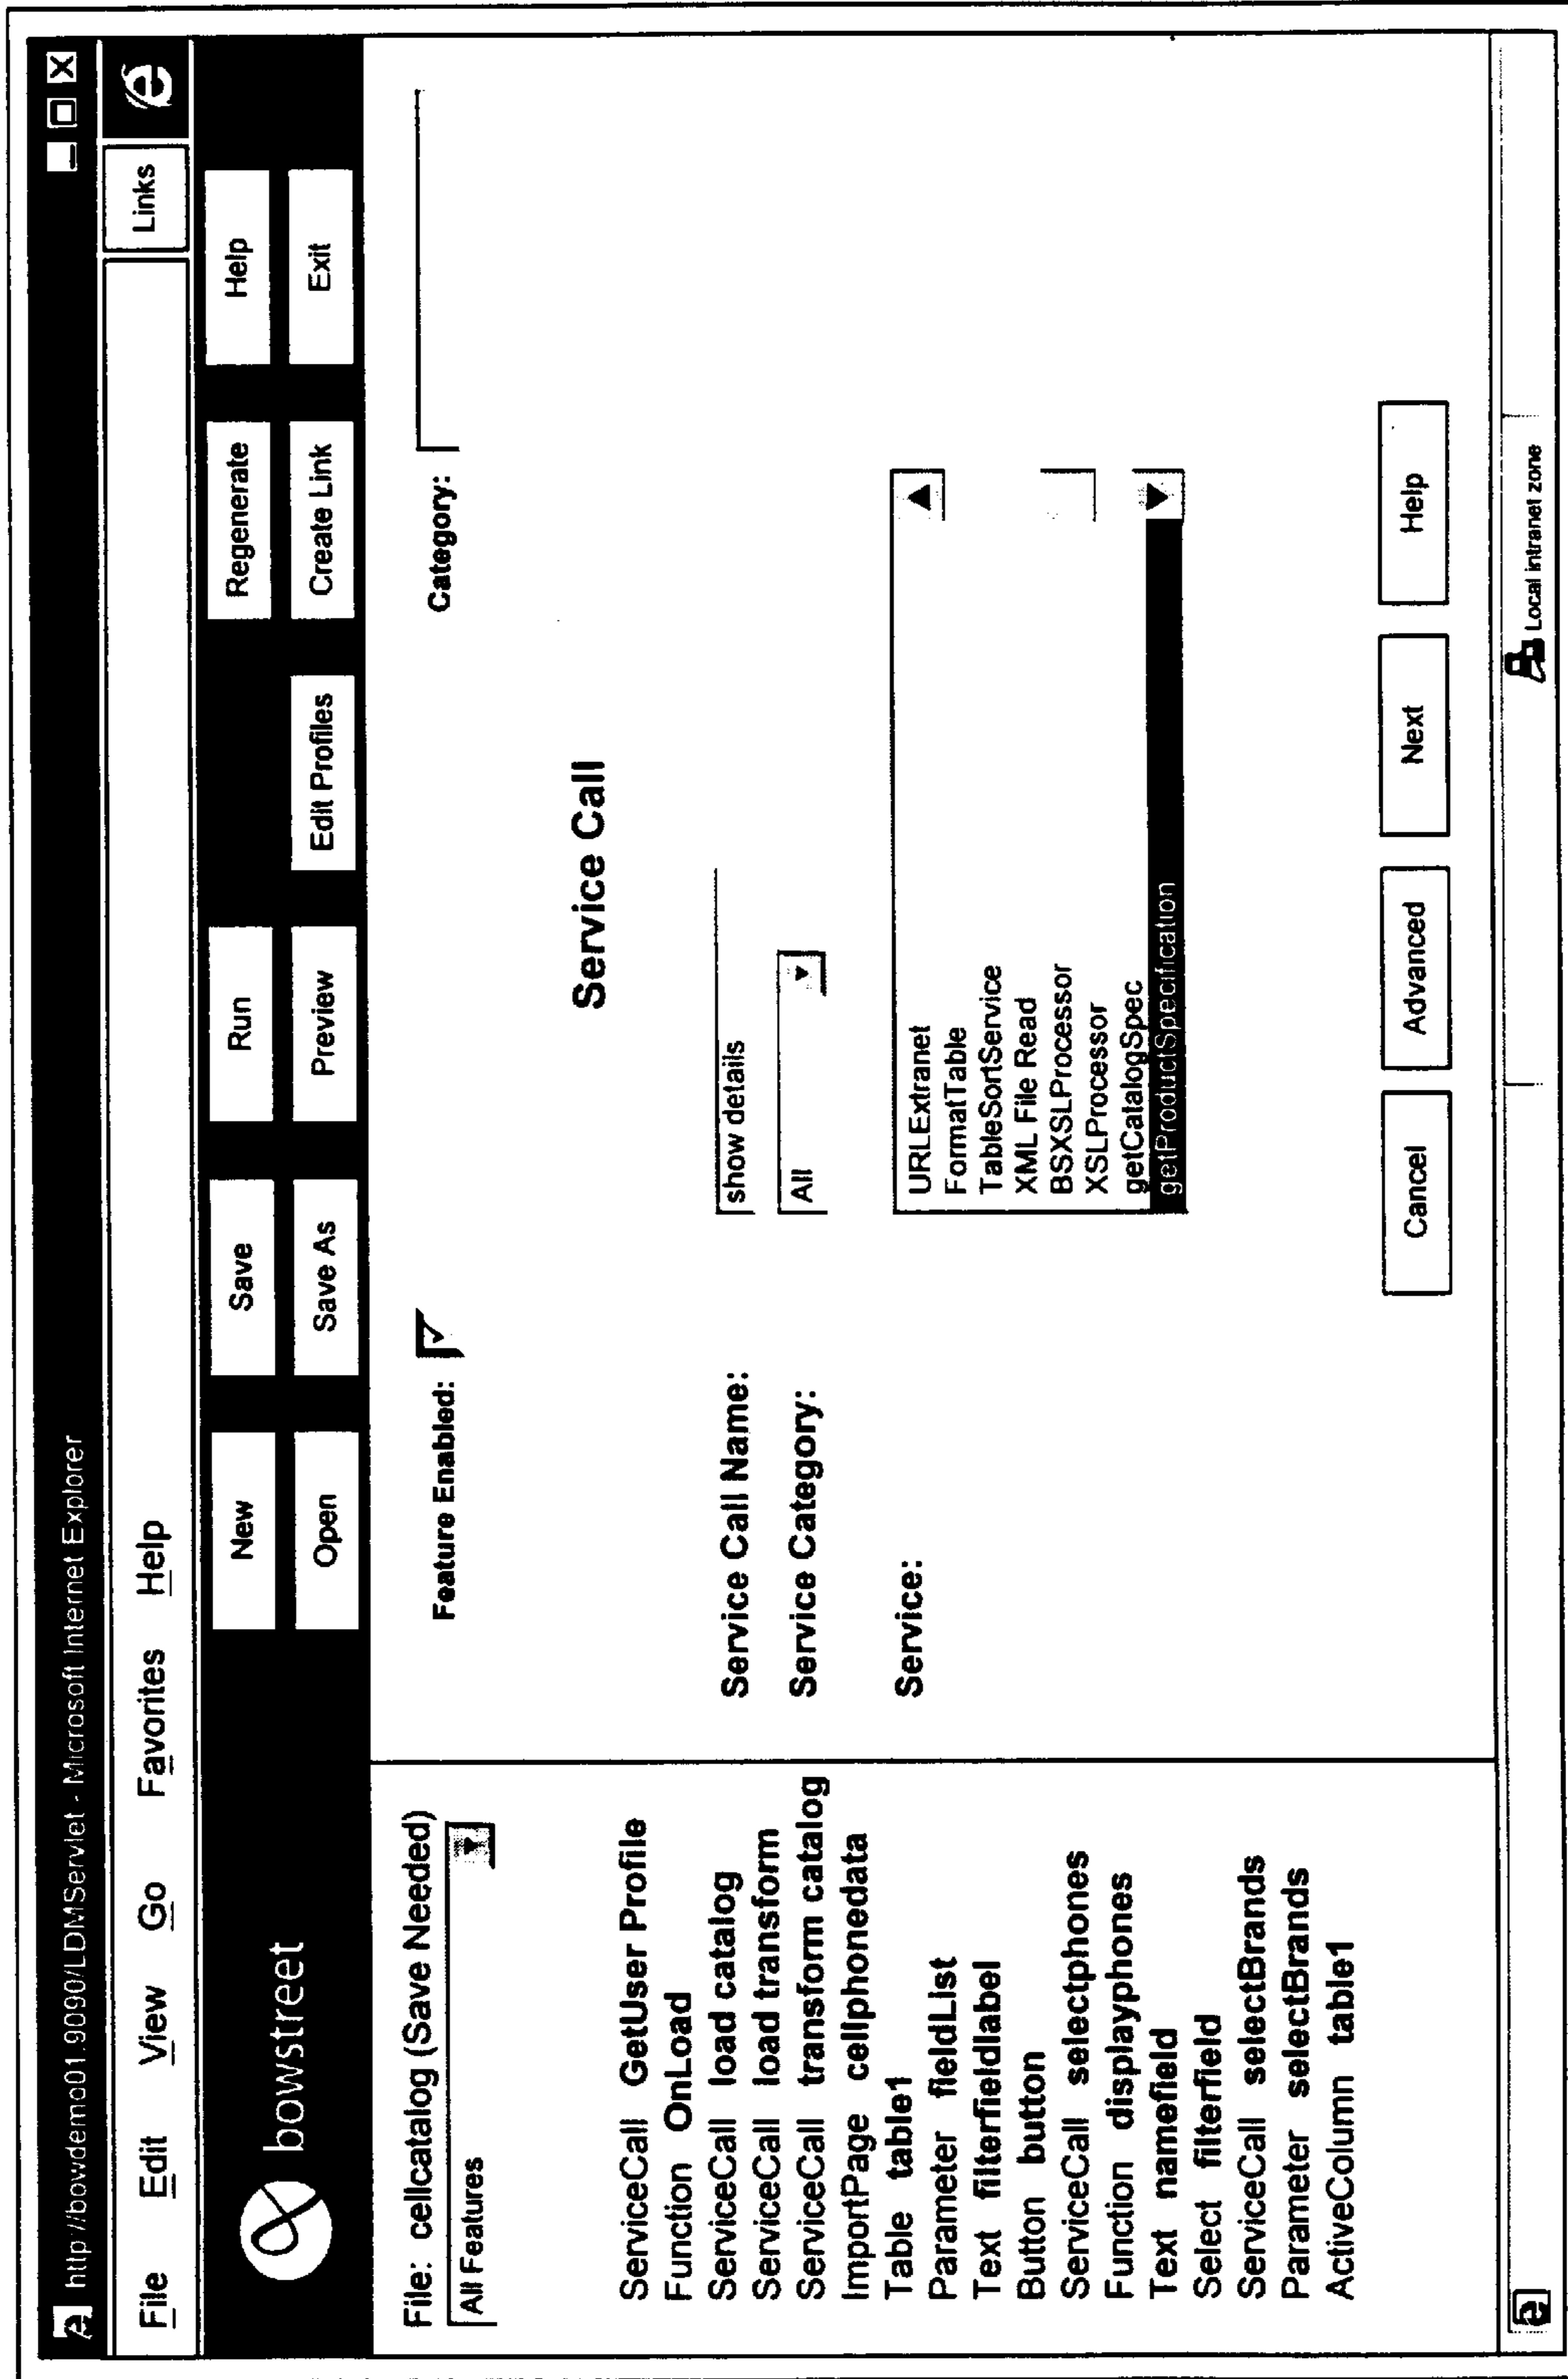 http://bowdemo01.9090/LDMServlet - Microsoft Internet Explorer
File Edit View Go Favorites Help
Links
bowstreet
New Save Run Regenerate Help
Open Save As Preview Edit Profiles Create Link Exit
File: cellcatalog (Save Needed)
All Features
ServiceCall GetUser Profile
Function OnLoad
ServiceCall load catalog
ServiceCall load transform
ServiceCall transform catalog
ImportPage cellphonedata
Table table1
Parameter fieldList
Text filterfieldlabel
Button button
ServiceCall selectphones
Function displayphones
Text namefield
Select filterfield
ServiceCall selectBrands
Parameter selectBrands
ActiveColumn table1
Feature Enabled: Category:
Service Call
Service Call Name: show details
Service Category: All
Service:
URLExtranet
FormatTable
TableSortService
XML File Read
BSXSLProcessor
XSLProcessor
getCatalogSpec
getProductSpecification
Cancel Advanced Next Help
Local intranet zone